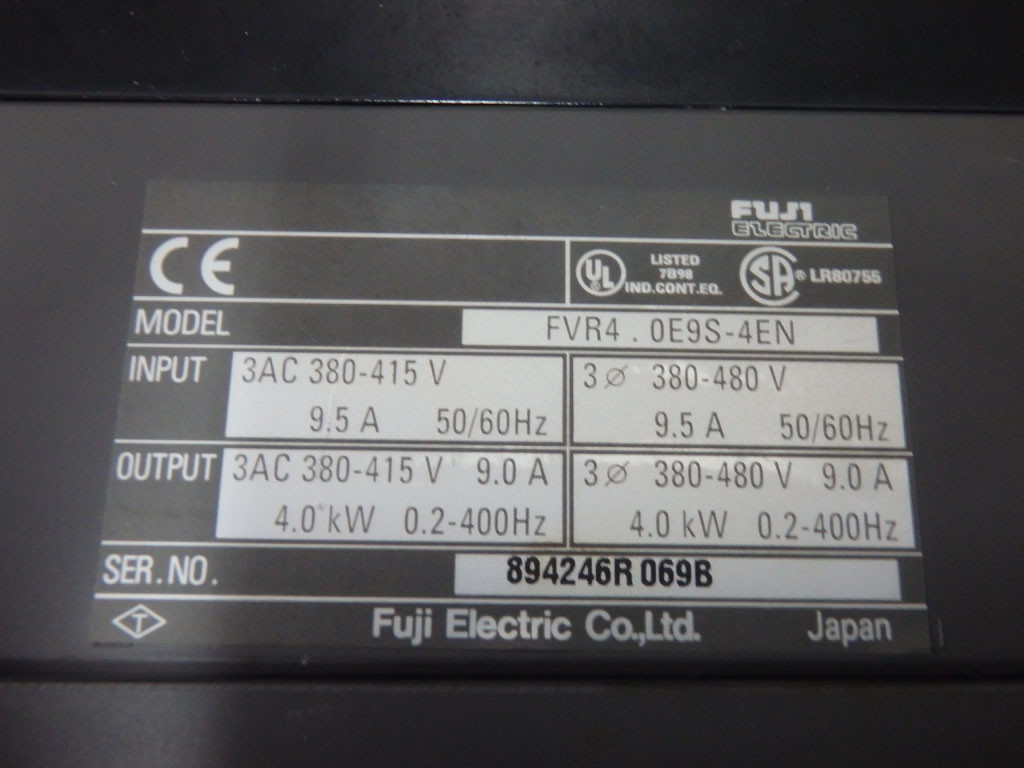 FUJI
ELECTRIC
CE
UL LISTED
7B98
IND.CONT.EQ.
SA ® LR80755
MODEL FVR4.0E9S-4EN
INPUT 3AC 380-415 V 3 ø 380-480 V
9.5 A 50/60Hz 9.5 A 50/60Hz
OUTPUT 3AC 380-415 V 9.0 A 3 ø 380-480 V 9.0 A
4.0 kW 0.2-400Hz 4.0 kW 0.2-400Hz
SER.NO. 894246R069B
T Fuji Electric Co.,Ltd. Japan